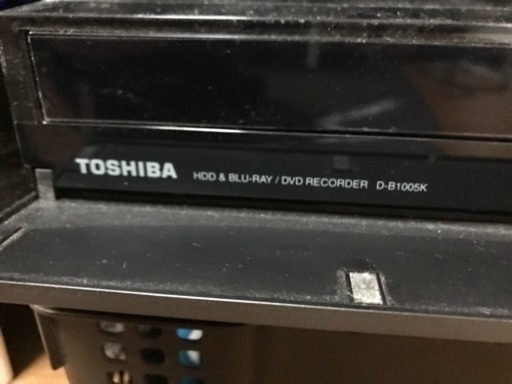 TOSHIBA HDD & BLU-RAY / DVD RECORDER D-B1005K